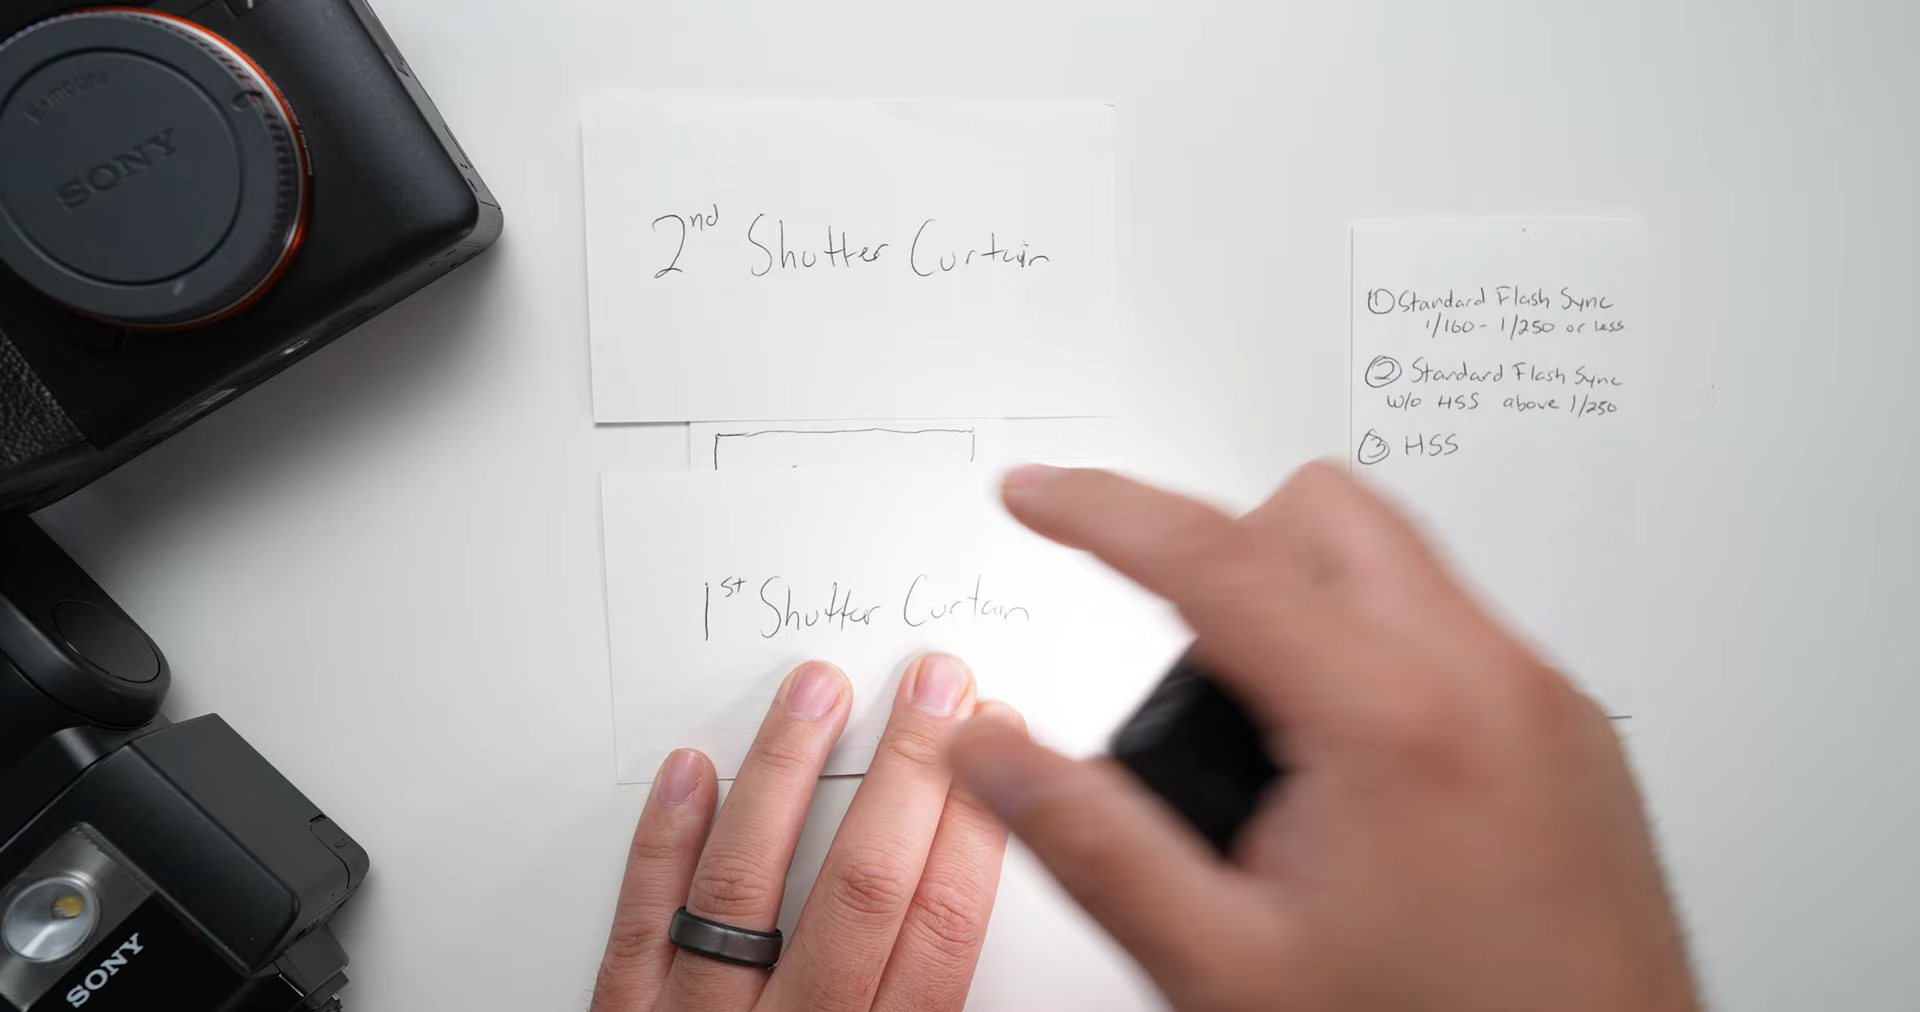 E-mount
SONY
2nd Shutter Curtain
1st Shutter Curtain
① Standard Flash Sync
1/160 - 1/250 or less
② Standard Flash Sync
w/o HSS above 1/250
③ HSS
SONY